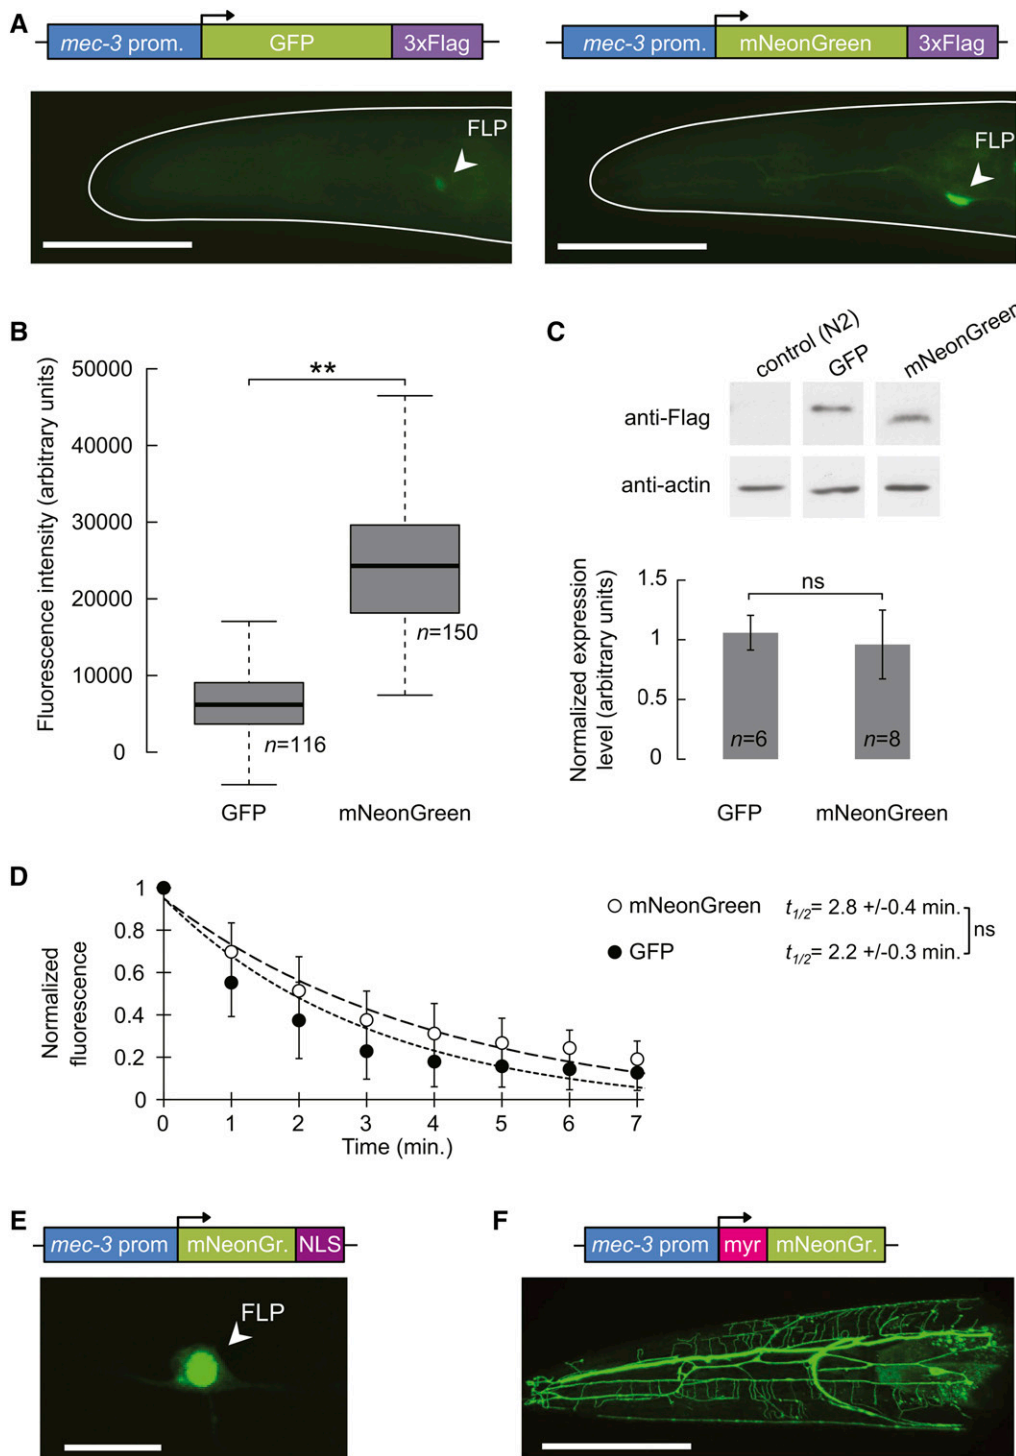 A
mec-3 prom. GFP 3xFlag
mec-3 prom. mNeonGreen 3xFlag
FLP
FLP
B
Fluorescence intensity (arbitrary units)
50000
40000
30000
20000
10000
0
**
n=116
n=150
GFP mNeonGreen
C
control (N2)
GFP
mNeonGreen
anti-Flag
anti-actin
Normalized expression
level (arbitrary units)
1.5
1
0.5
0
ns
n=6
n=8
GFP
mNeonGreen
D
Normalized
fluorescence
1
0.8
0.6
0.4
0.2
0
0 1 2 3 4 5 6 7
Time (min.)
mNeonGreen t1/2= 2.8 +/-0.4 min.
GFP t1/2= 2.2 +/-0.3 min.
ns
E
mec-3 prom mNeonGr. NLS
FLP
F
mec-3 prom myr mNeonGr.